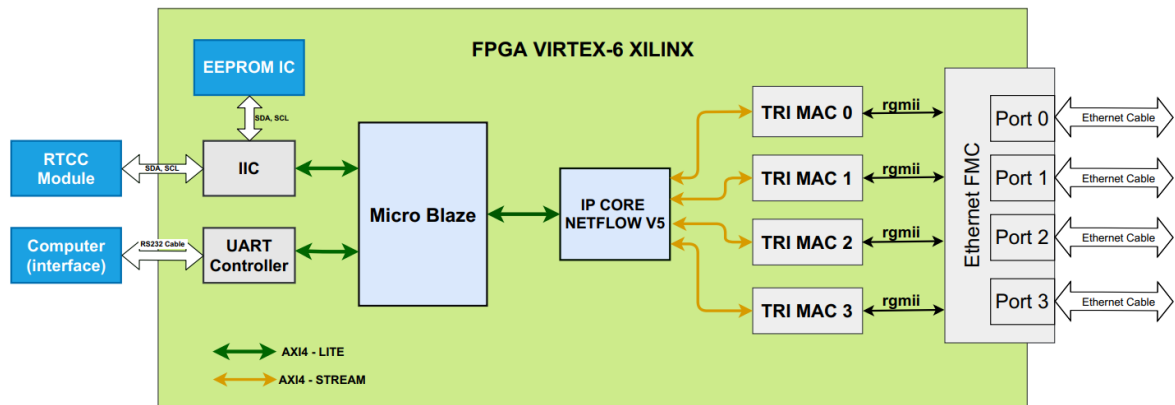 FPGA VIRTEX-6 XILINX
EEPROM IC
SDA, SCL
RTCC
Module
SDA, SCL
IIC
Computer
(interface)
RS232 Cable
UART
Controller
Micro Blaze
IP CORE
NETFLOW V5
TRI MAC 0
rgmii
TRI MAC 1
rgmii
TRI MAC 2
rgmii
TRI MAC 3
rgmii
Ethernet FMC
Port 0
Ethernet Cable
Port 1
Ethernet Cable
Port 2
Ethernet Cable
Port 3
Ethernet Cable
AXI4 - LITE
AXI4 - STREAM